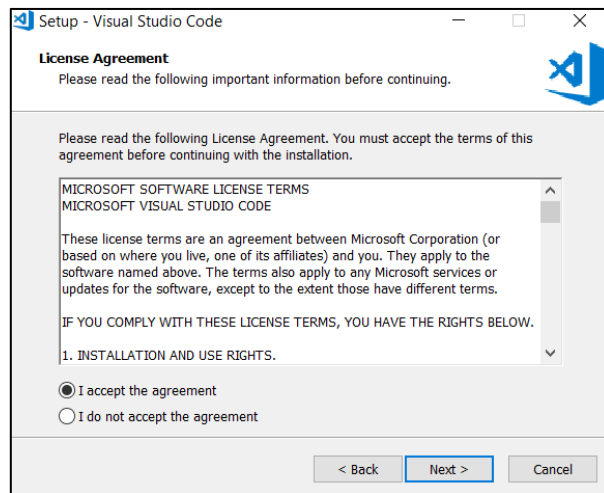 Setup - Visual Studio Code
License Agreement
Please read the following important information before continuing.
Please read the following License Agreement. You must accept the terms of this
agreement before continuing with the installation.
MICROSOFT SOFTWARE LICENSE TERMS
MICROSOFT VISUAL STUDIO CODE
These license terms are an agreement between Microsoft Corporation (or
based on where you live, one of its affiliates) and you. They apply to the
software named above. The terms also apply to any Microsoft services or
updates for the software, except to the extent those have different terms.
IF YOU COMPLY WITH THESE LICENSE TERMS, YOU HAVE THE RIGHTS BELOW.
1. INSTALLATION AND USE RIGHTS.
I accept the agreement
I do not accept the agreement
< Back Next > Cancel